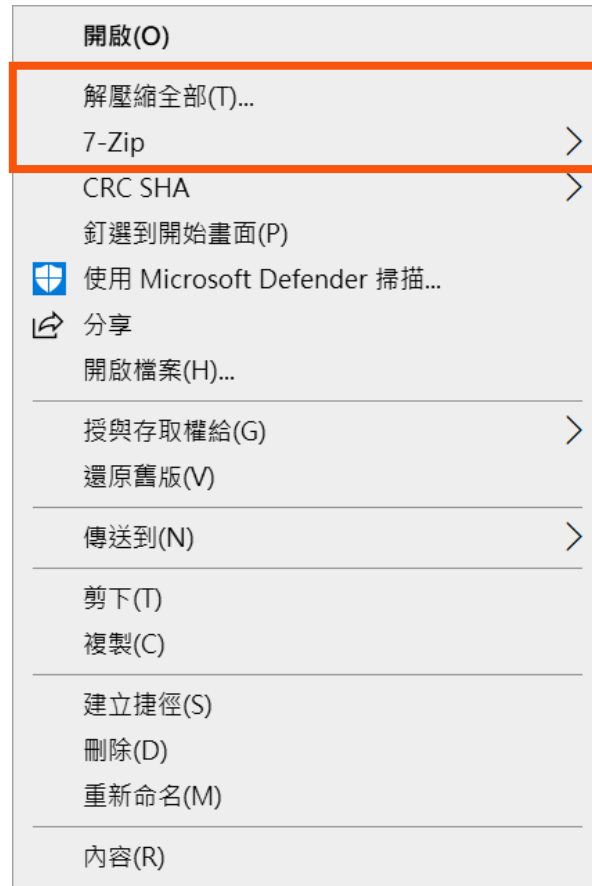 開啟(O)
解壓縮全部(T)...
7-Zip
CRC SHA
釘選到開始畫面(P)
使用 Microsoft Defender 掃描...
分享
開啟檔案(H)...
授與存取權給(G)
還原舊版(V)
傳送到(N)
剪下(T)
複製(C)
建立捷徑(S)
刪除(D)
重新命名(M)
內容(R)